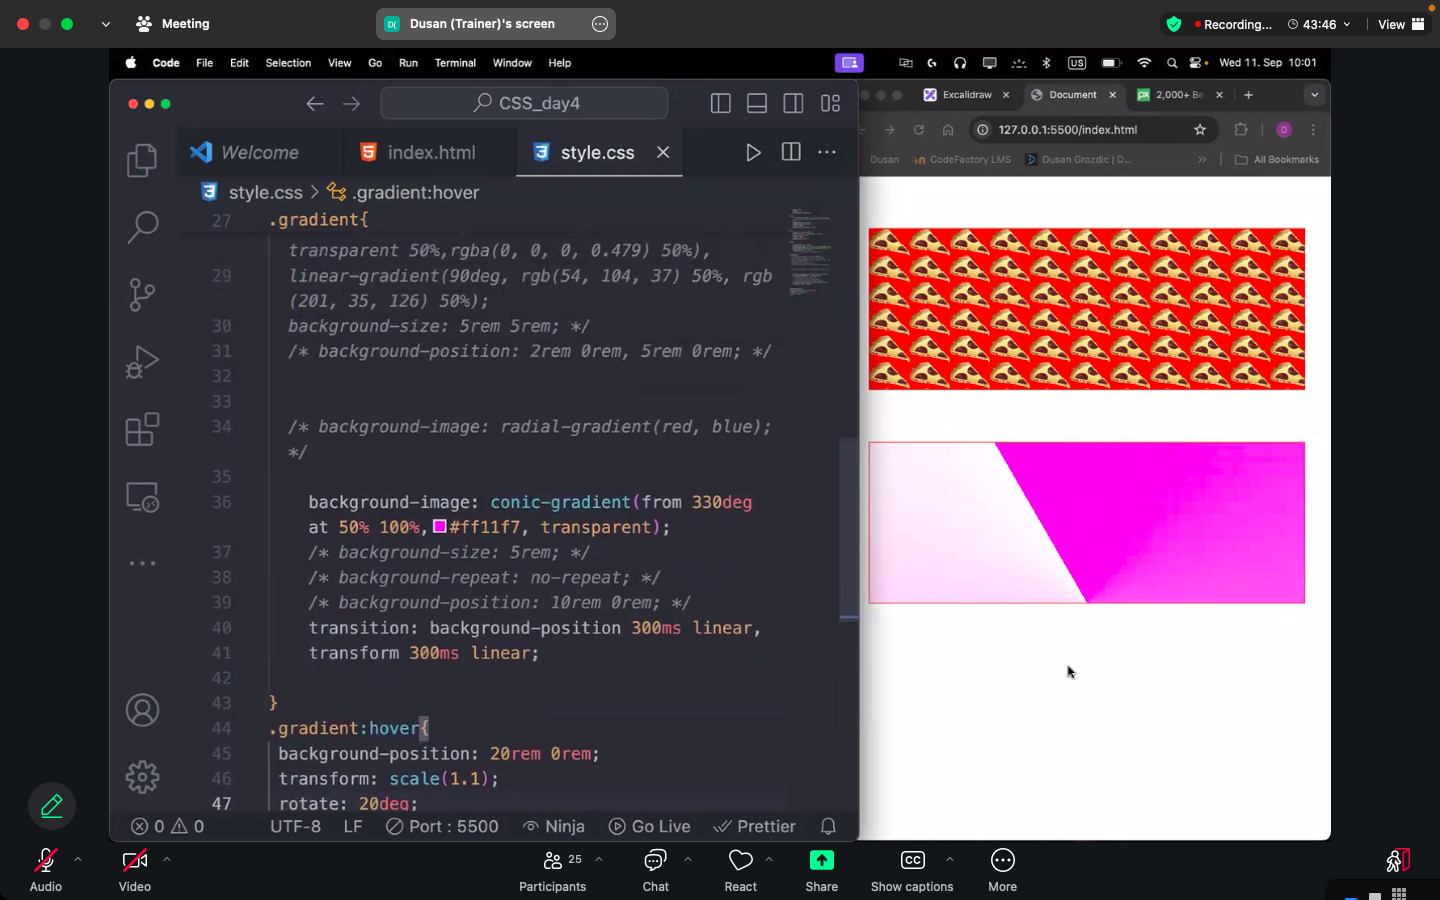 Meeting
D( Dusan (Trainer)'s screen
Recording...
43:46
View
Code File Edit Selection View Go Run Terminal Window Help
US
Wed 11. Sep 10:01
CSS_day4
Excalidraw
Document
2,000+ Be
127.0.0.1:5500/index.html
D
Dusan
CodeFactory LMS
Dusan Grozdic | D...
All Bookmarks
Welcome
index.html
style.css
style.css > .gradient:hover
27 .gradient{
transparent 50%,rgba(0, 0, 0, 0.479) 50%),
29 linear-gradient(90deg, rgb(54, 104, 37) 50%, rgb
(201, 35, 126) 50%);
30 background-size: 5rem 5rem; */
31 /* background-position: 2rem 0rem, 5rem 0rem; */
32
33
34 /* background-image: radial-gradient(red, blue);
*/
35
36 background-image: conic-gradient(from 330deg
at 50% 100%, #ff11f7, transparent);
37 /* background-size: 5rem; */
38 /* background-repeat: no-repeat; */
39 /* background-position: 10rem 0rem; */
40 transition: background-position 300ms linear,
41 transform 300ms linear;
42
43 }
44 .gradient:hover{
45 background-position: 20rem 0rem;
46 transform: scale(1.1);
47 rotate: 20deg;
0 0
UTF-8
LF
Port : 5500
Ninja
Go Live
Prettier
Audio
Video
25
Participants
Chat
React
Share
CC
Show captions
More